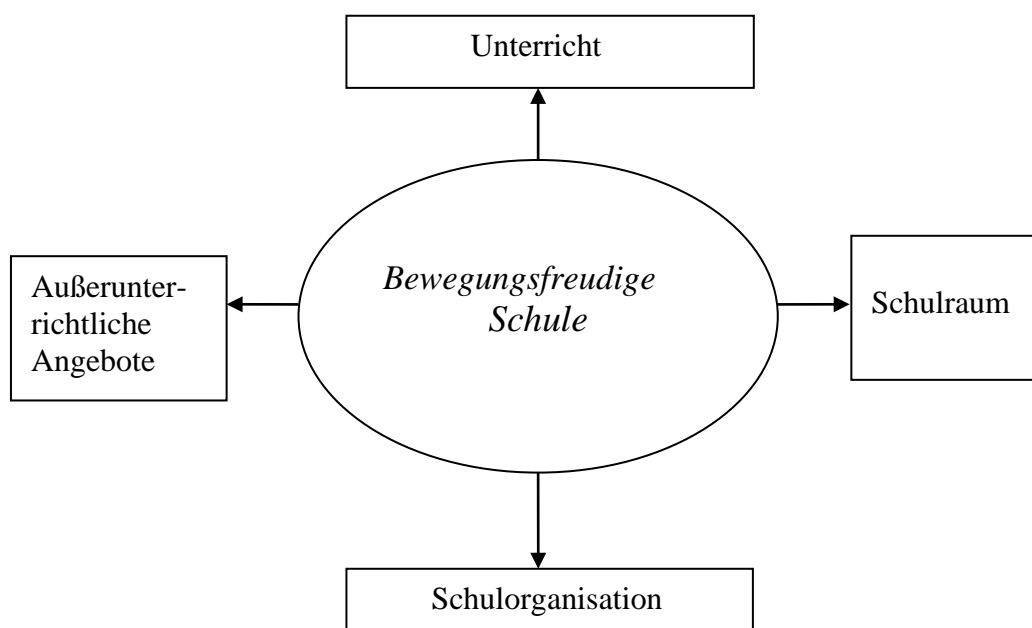 Unterricht
Außerunter-
richtliche
Angebote
Bewegungsfreudige
Schule
Schulraum
Schulorganisation